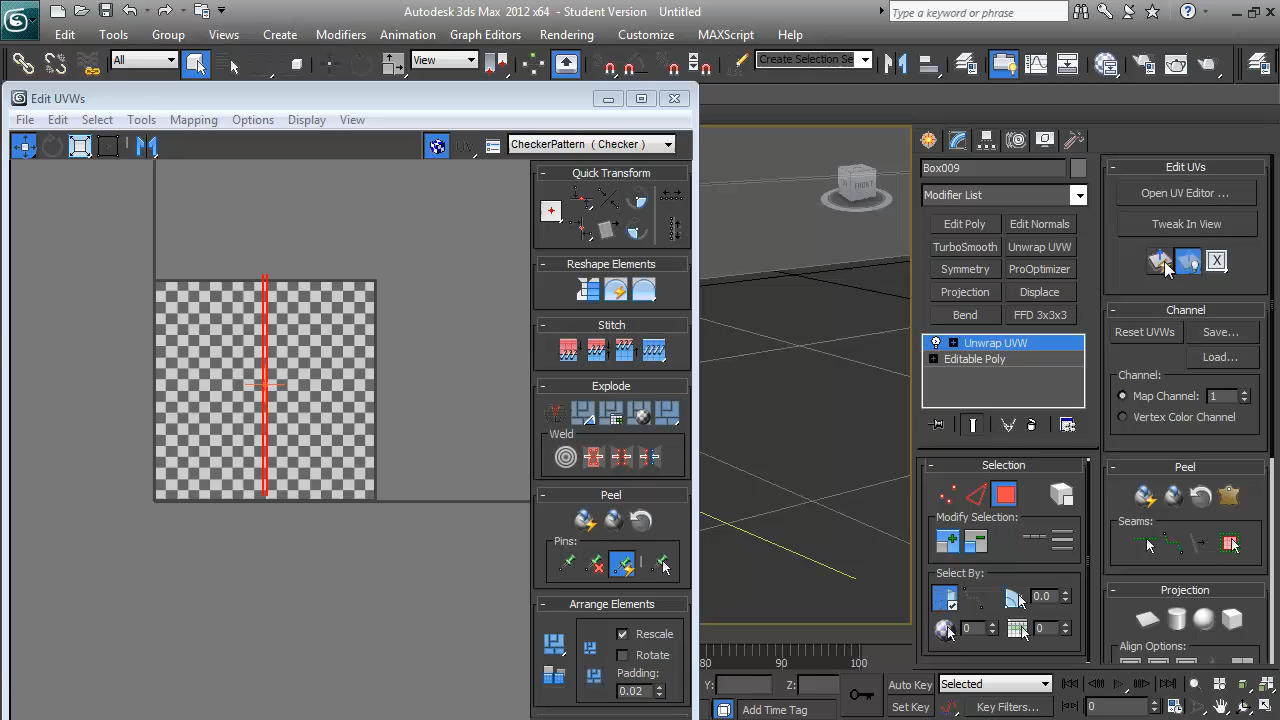 Autodesk 3ds Max 2012 x64 - Student Version Untitled
Type a keyword or phrase
Edit Tools Group Views Create Modifiers Animation Graph Editors Rendering Customize MAXScript Help
All View Create Selection Se
Edit UVWs
File Edit Select Tools Mapping Options Display View
CheckerPattern ( Checker )
UV
Quick Transform
Reshape Elements
Stitch
Explode
Weld
Peel
Pins:
Arrange Elements
Rescale
Rotate
Padding:
0.02
FRONT
80 90 100
Y: Z:
Add Time Tag
Auto Key Selected
Set Key Key Filters...
0
Box009
Modifier List
Edit Poly Edit Normals
TurboSmooth Unwrap UVW
Symmetry ProOptimizer
Projection Displace
Bend FFD 3x3x3
Unwrap UVW
Editable Poly
Selection
Modify Selection:
Select By:
0.0
0 0
Edit UVs
Open UV Editor ...
Tweak In View
X
Channel
Reset UVWs Save...
Load...
Channel:
Map Channel: 1
Vertex Color Channel
Peel
Seams:
Projection
Align Options: